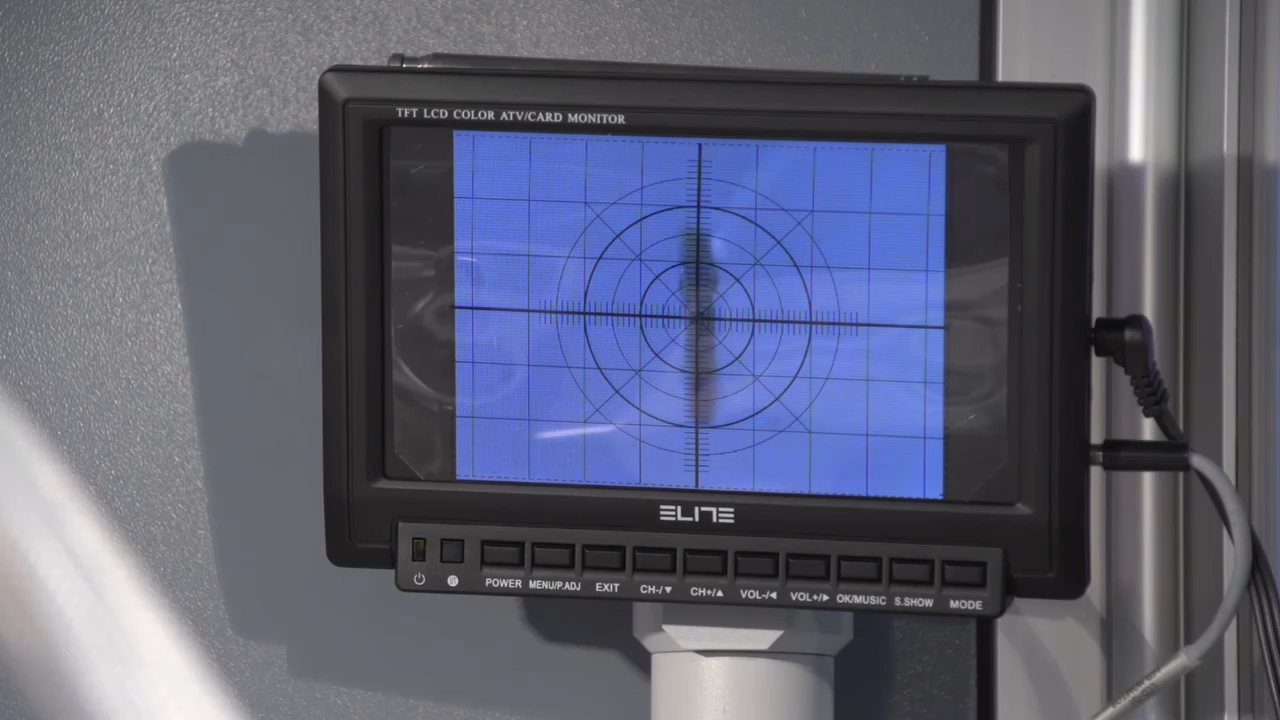 TFT LCD COLOR ATV/CARD MONITOR
ELITE
POWER MENU/P.ADJ EXIT CH-/▼ CH+/▲ VOL-/◀ VOL+/▶ OK/MUSIC S.SHOW MODE